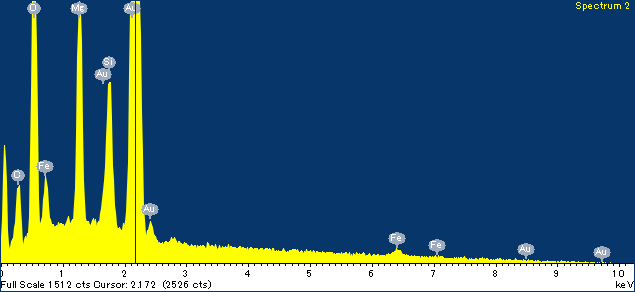 Spectrum 2
O Mg Au
Si
Au
Fe
Au
Fe Fe Au Au
0 1 2 3 4 5 6 7 8 9 10
Full Scale 1512 cts Cursor: 2.172 (2526 cts) keV